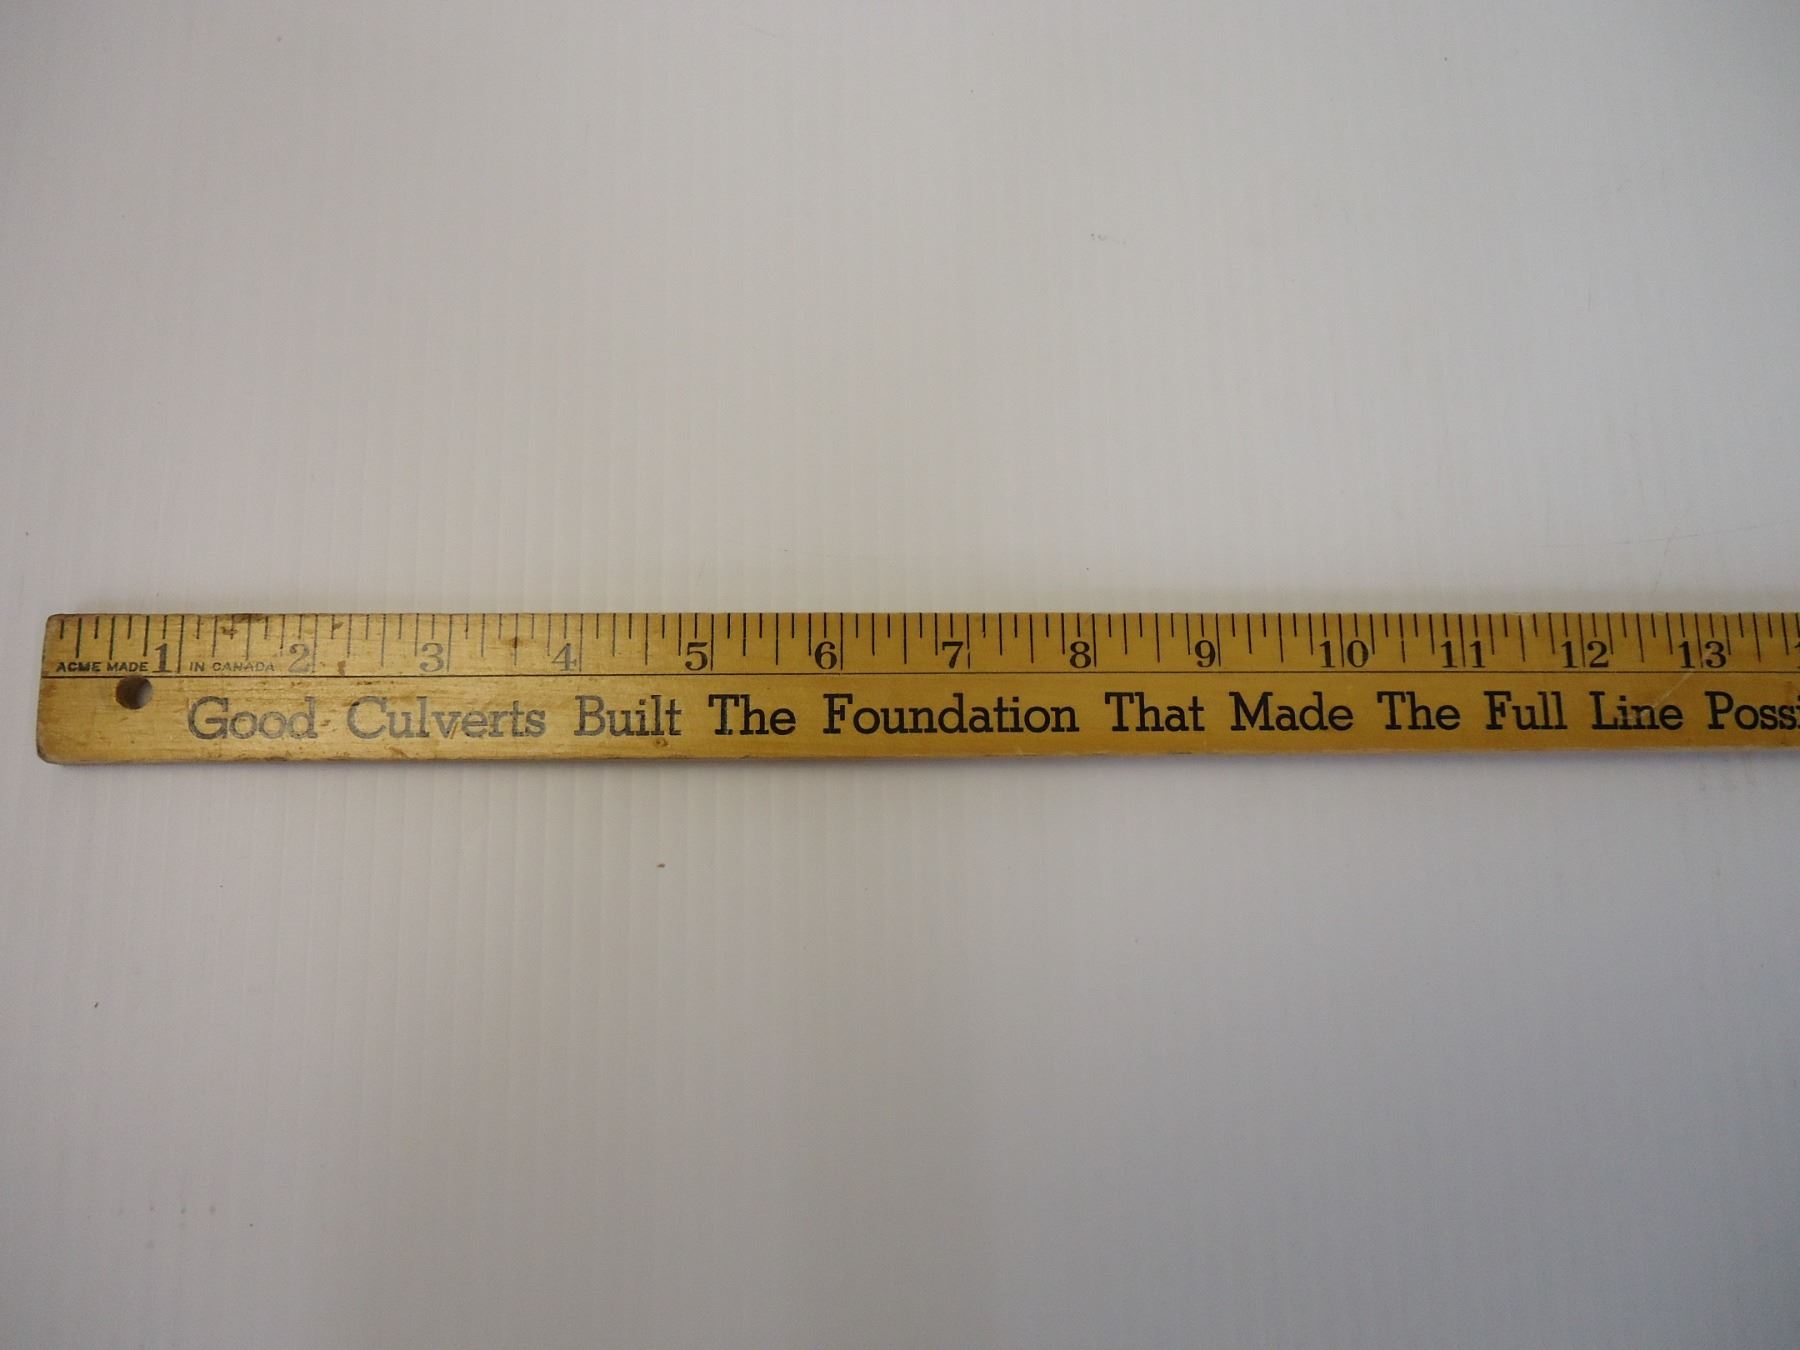 1 2 3 4 5 6 7 8 9 10 11 12 13
ACME MADE IN CANADA
Good Culverts Built The Foundation That Made The Full Line Possi